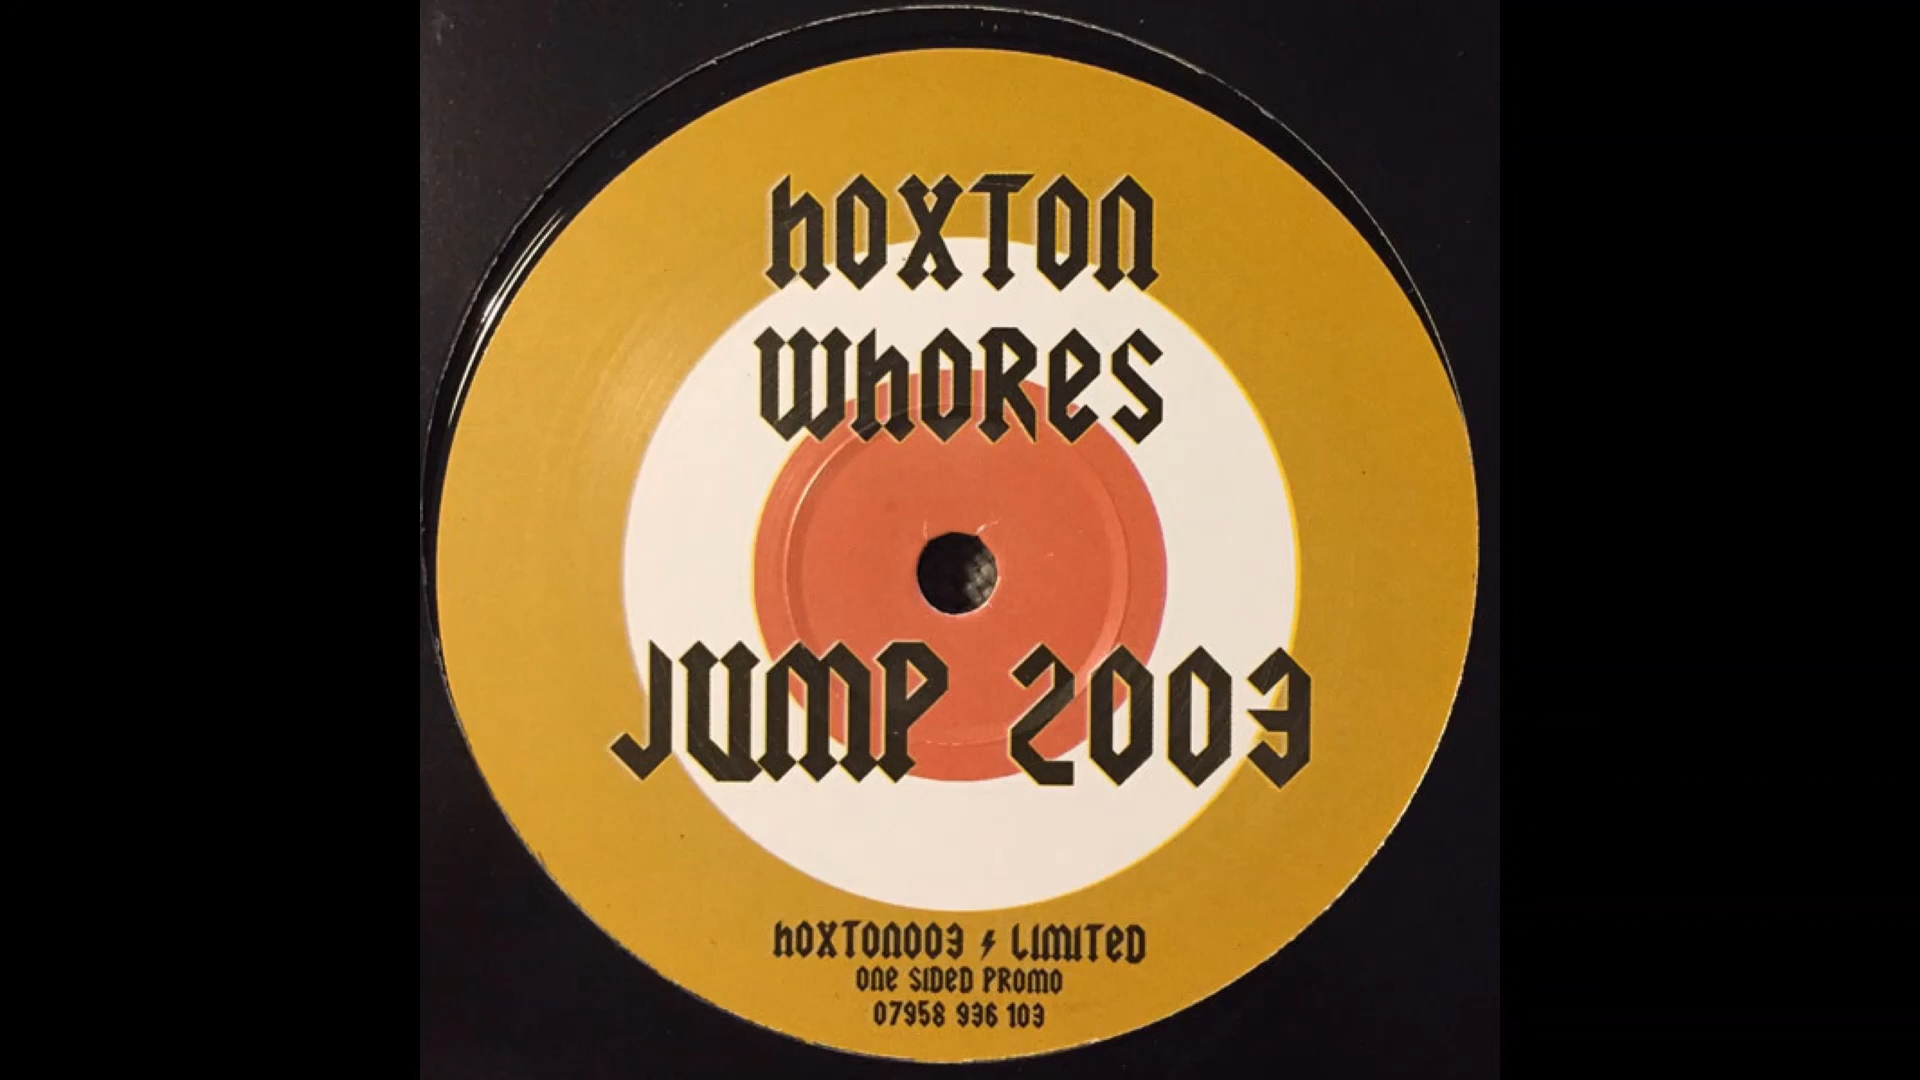 HOXTON
WHORES
JUMP 2003
HOXTON003 ⚡ LIMITED
ONE SIDED PROMO
07958 936 103